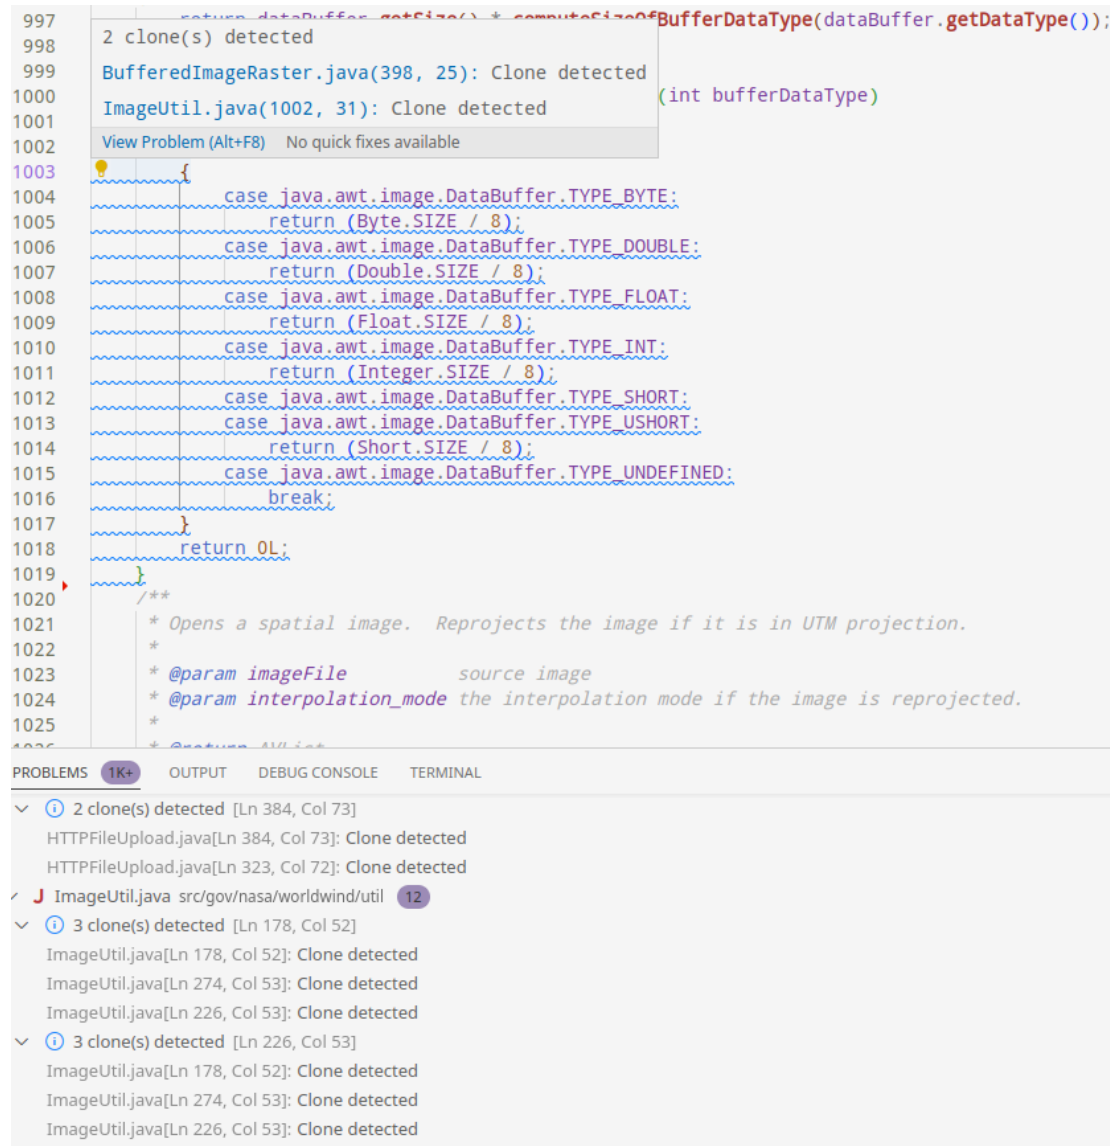 997 return dataBuffer.getSize() * computeSizeOfBufferDataType(dataBuffer.getDataType());
998
2 clone(s) detected
999
BufferedImageRaster.java(398, 25): Clone detected
1000 (int bufferDataType)
ImageUtil.java(1002, 31): Clone detected
1001
1002
View Problem (Alt+F8) No quick fixes available
1003 {
1004 case java.awt.image.DataBuffer.TYPE_BYTE:
1005 return (Byte.SIZE / 8);
1006 case java.awt.image.DataBuffer.TYPE_DOUBLE:
1007 return (Double.SIZE / 8);
1008 case java.awt.image.DataBuffer.TYPE_FLOAT:
1009 return (Float.SIZE / 8);
1010 case java.awt.image.DataBuffer.TYPE_INT:
1011 return (Integer.SIZE / 8);
1012 case java.awt.image.DataBuffer.TYPE_SHORT:
1013 case java.awt.image.DataBuffer.TYPE_USHORT:
1014 return (Short.SIZE / 8);
1015 case java.awt.image.DataBuffer.TYPE_UNDEFINED:
1016 break;
1017 }
1018 return 0L;
1019 }
1020 /**
1021 * Opens a spatial image.  Reprojects the image if it is in UTM projection.
1022 *
1023 * @param imageFile source image
1024 * @param interpolation_mode the interpolation mode if the image is reprojected.
1025 *
1026 * @return AVList
PROBLEMS 1K+ OUTPUT DEBUG CONSOLE TERMINAL
2 clone(s) detected [Ln 384, Col 73]
HTTPFileUpload.java[Ln 384, Col 73]: Clone detected
HTTPFileUpload.java[Ln 323, Col 72]: Clone detected
J ImageUtil.java src/gov/nasa/worldwind/util 12
3 clone(s) detected [Ln 178, Col 52]
ImageUtil.java[Ln 178, Col 52]: Clone detected
ImageUtil.java[Ln 274, Col 53]: Clone detected
ImageUtil.java[Ln 226, Col 53]: Clone detected
3 clone(s) detected [Ln 226, Col 53]
ImageUtil.java[Ln 178, Col 52]: Clone detected
ImageUtil.java[Ln 274, Col 53]: Clone detected
ImageUtil.java[Ln 226, Col 53]: Clone detected